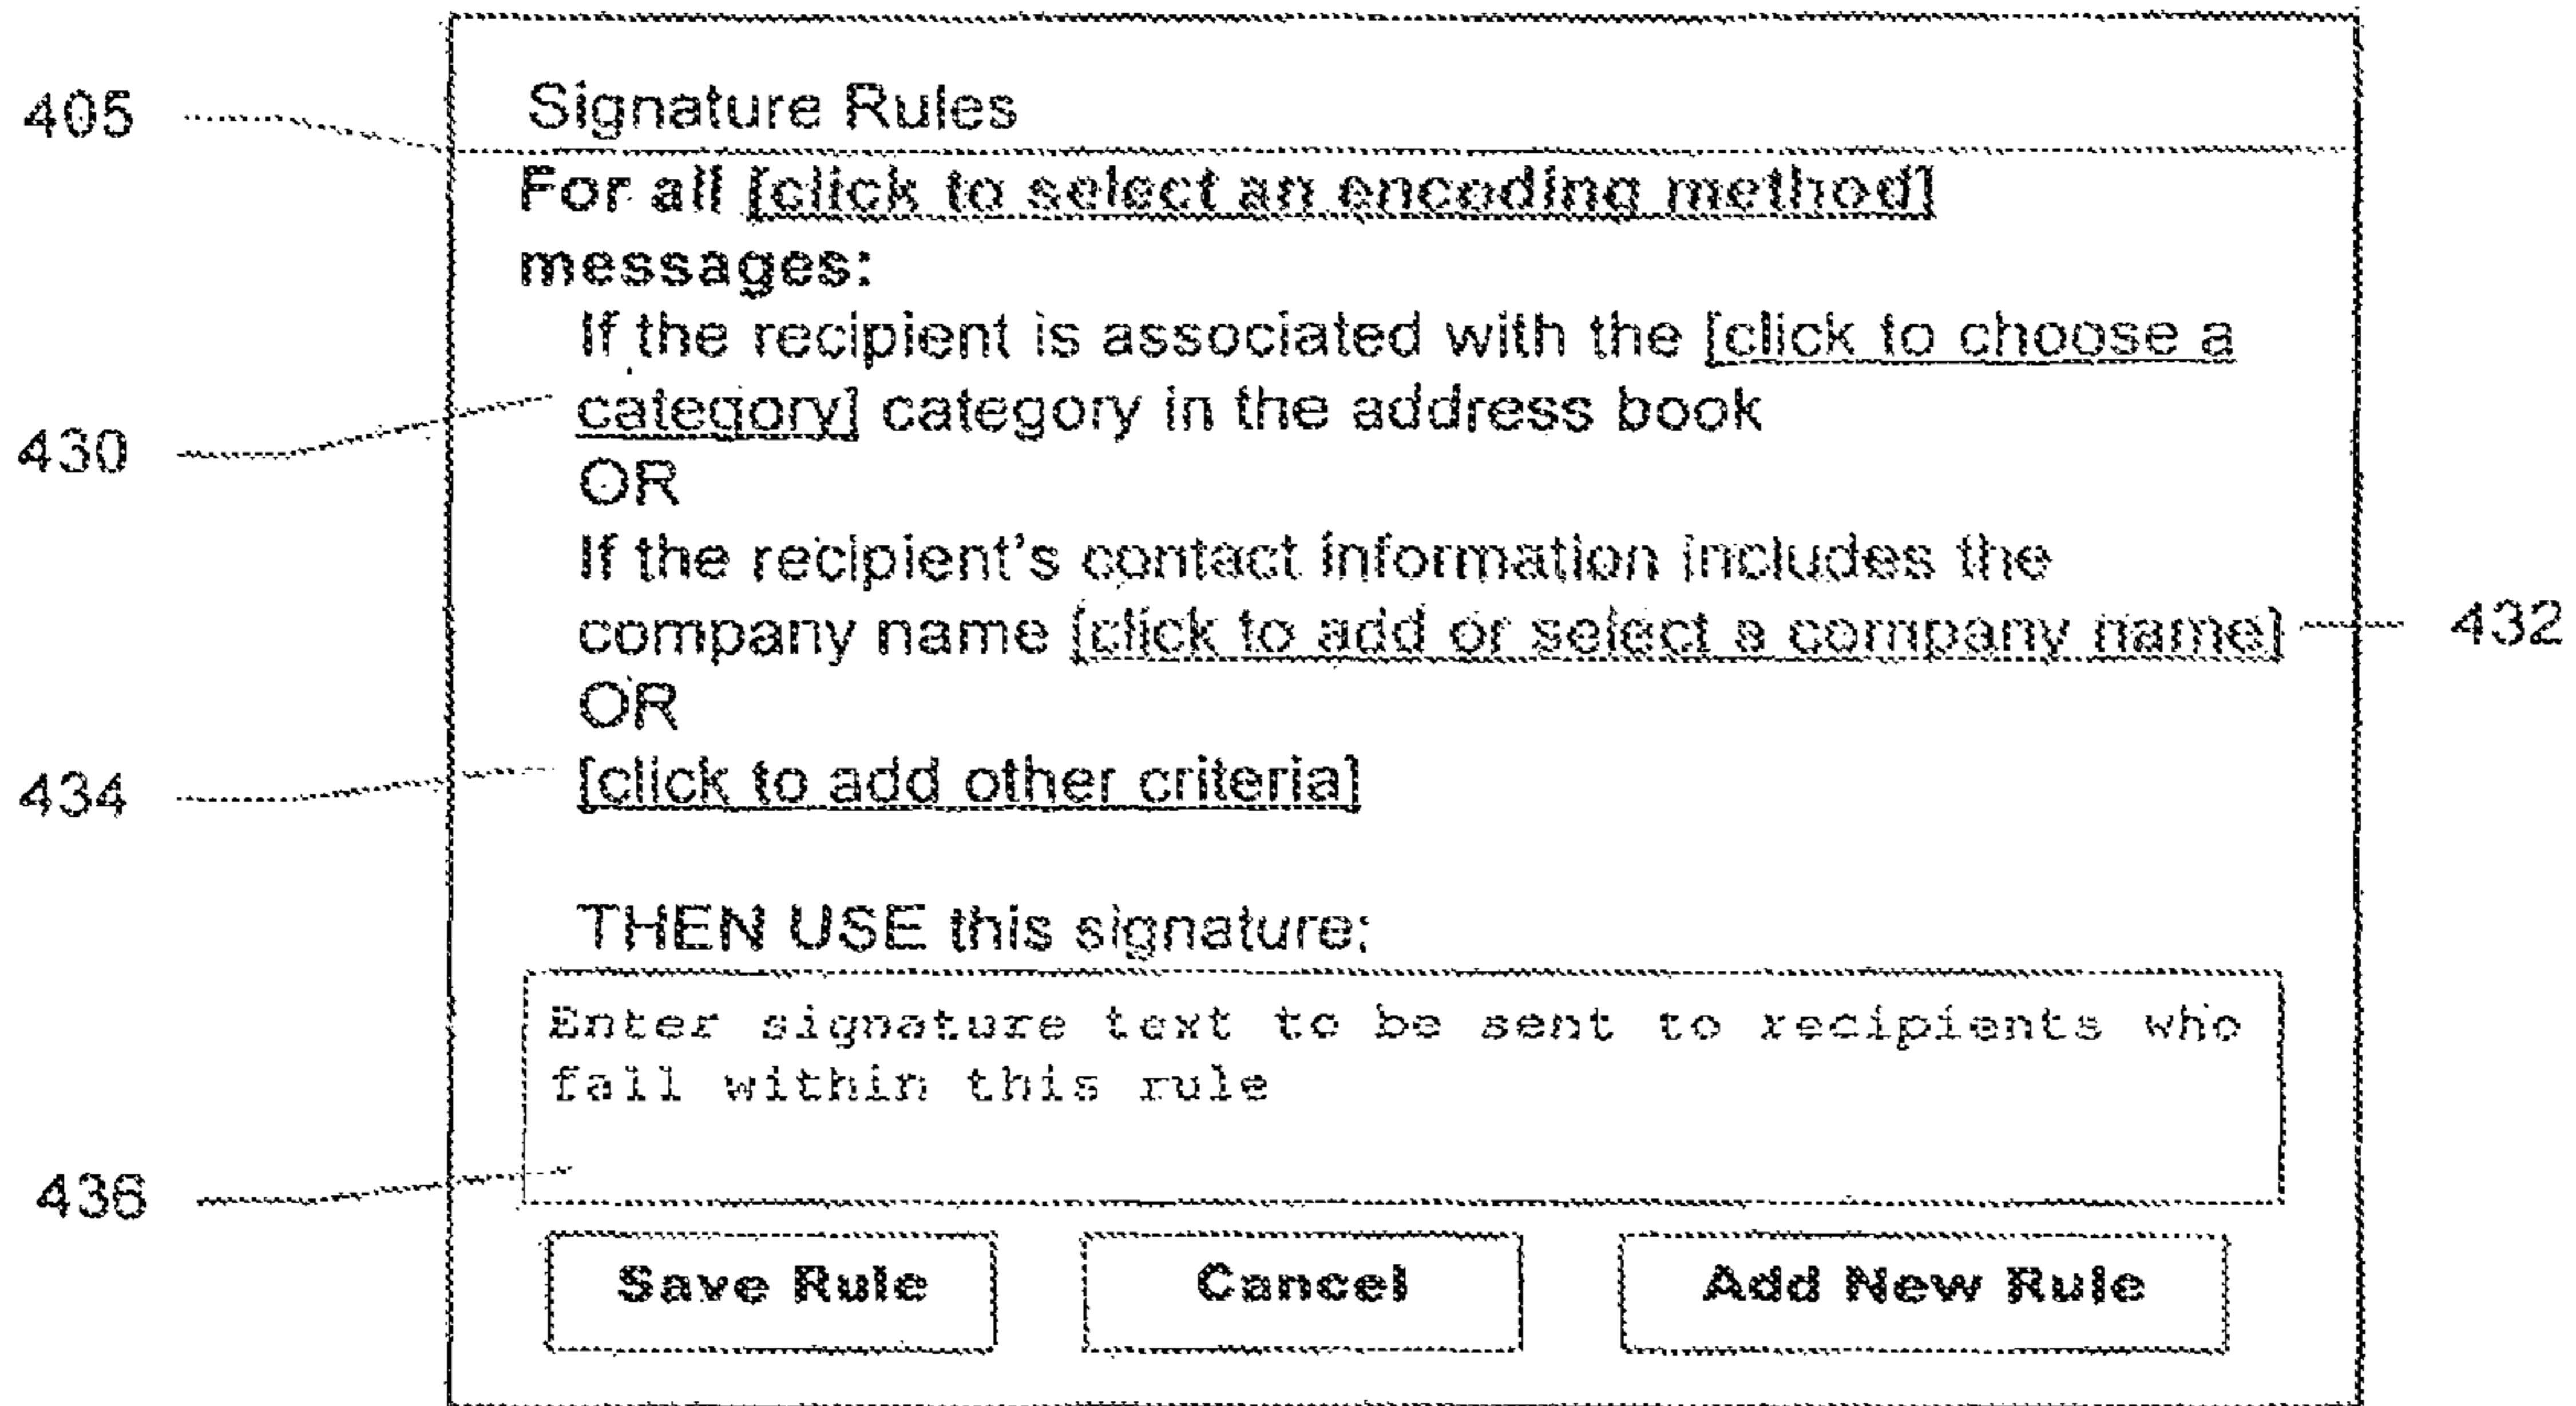 405
Signature Rules
For all [click to select an encoding method]
messages:
If the recipient is associated with the [click to choose a
category] category in the address book
430
OR
If the recipient's contact information includes the
company name [click to add or select a company name]
432
OR
434
[click to add other criteria]
THEN USE this signature:
Enter signature text to be sent to recipients who
fall within this rule
436
Save Rule
Cancel
Add New Rule